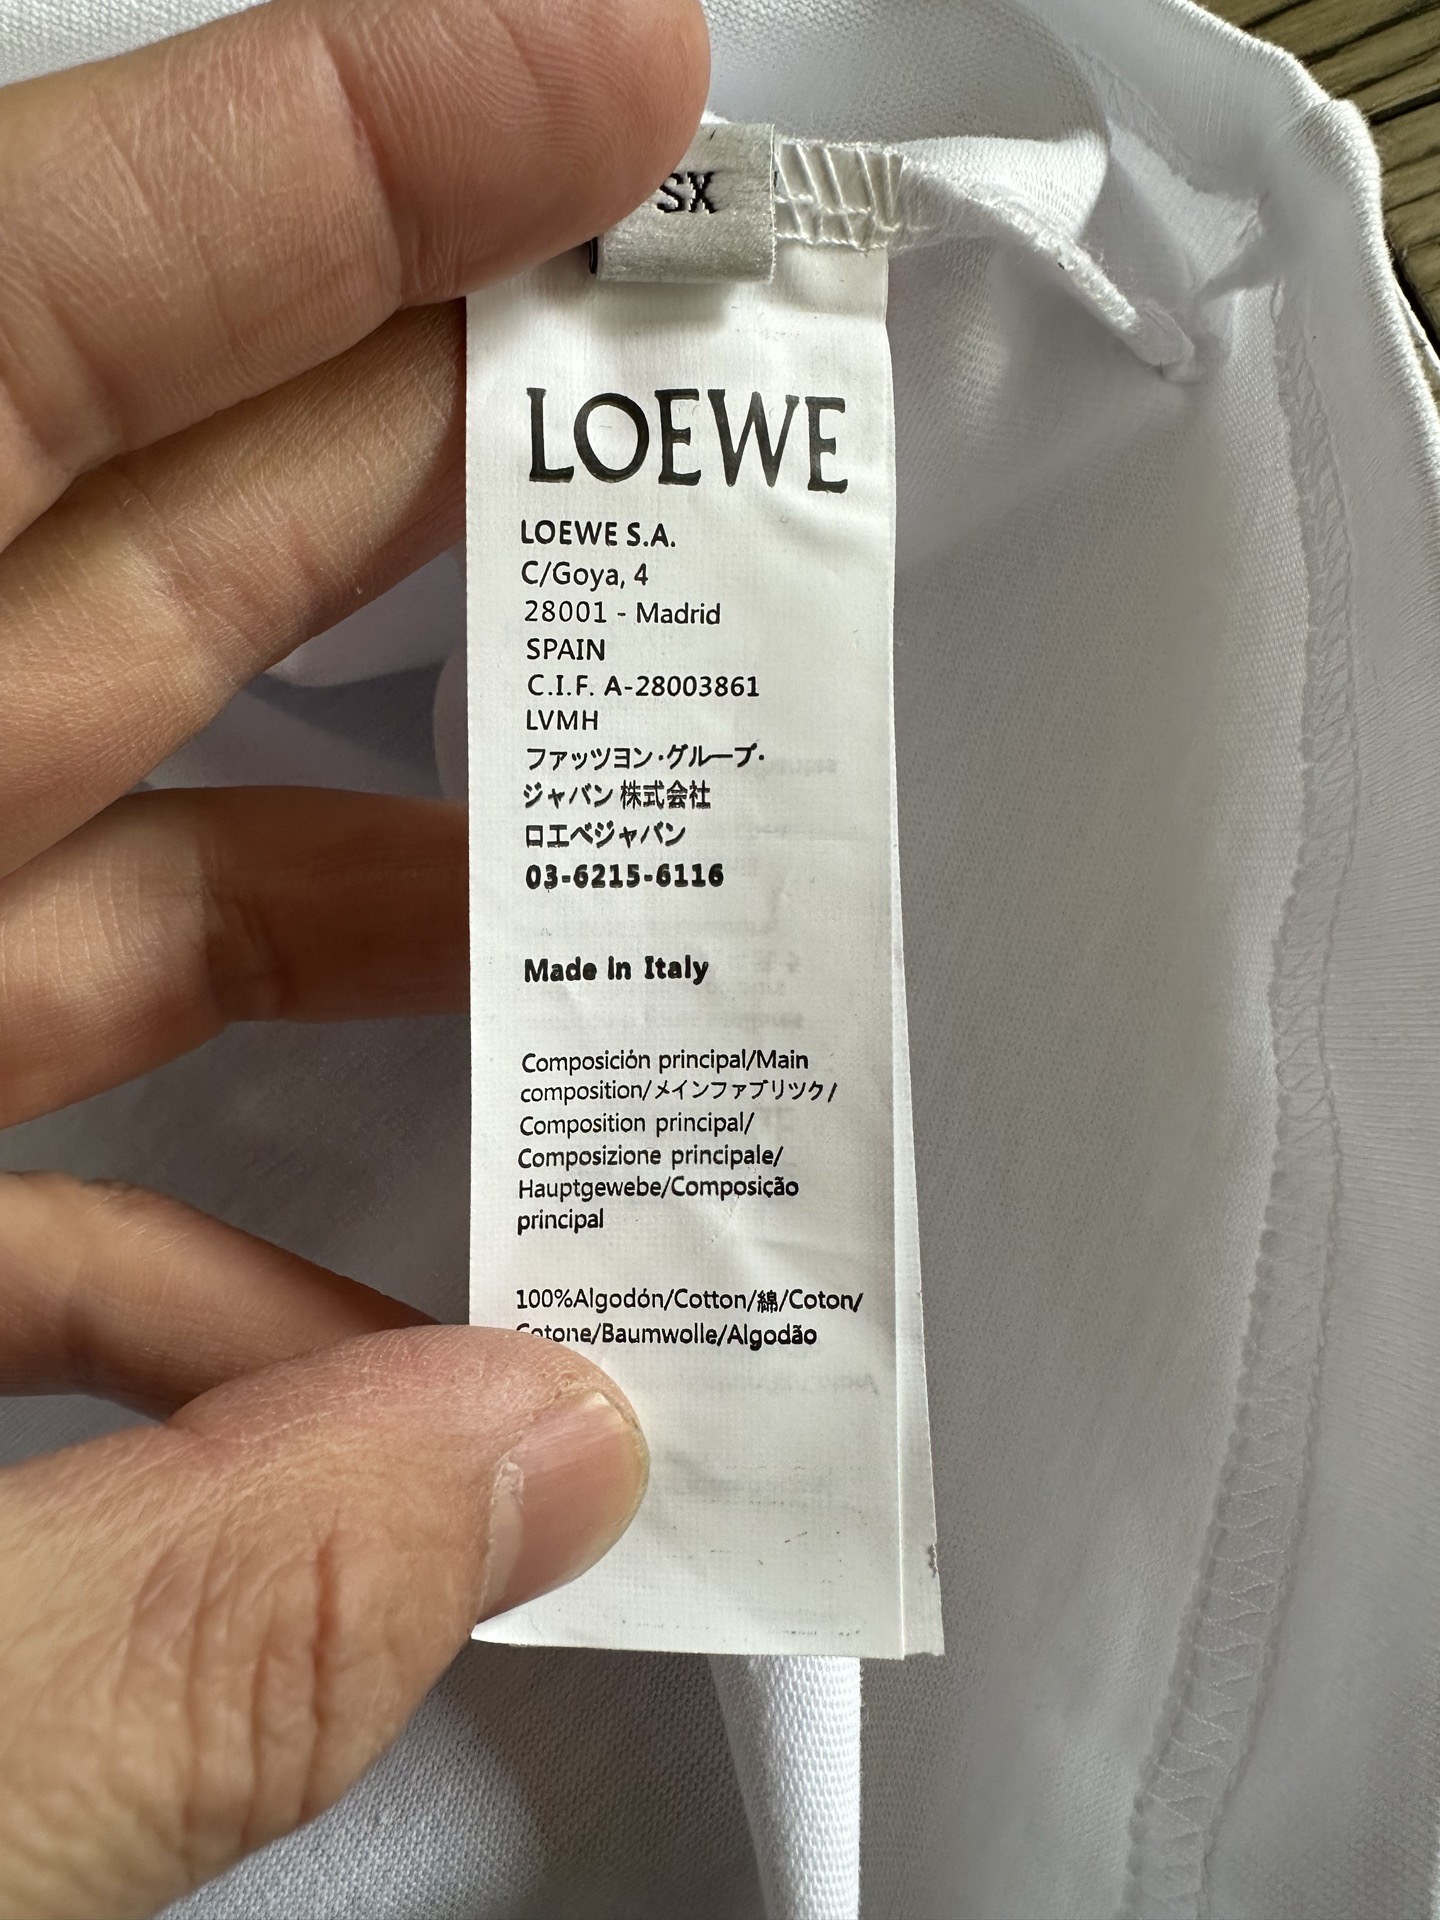 SX
LOEWE
LOEWE S.A.
C/Goya, 4
28001 - Madrid
SPAIN
C.I.F. A-28003861
LVMH
ファッツヨン·グループ·
ジャバン 株式会社
ロエベジャバン
03-6215-6116
Made in Italy
Composición principal/Main
composition/メインファブリツク/
Composition principal/
Composizione principale/
Hauptgewebe/Composição
principal
100%Algodón/Cotton/綿/Coton/
Cotone/Baumwolle/Algodão